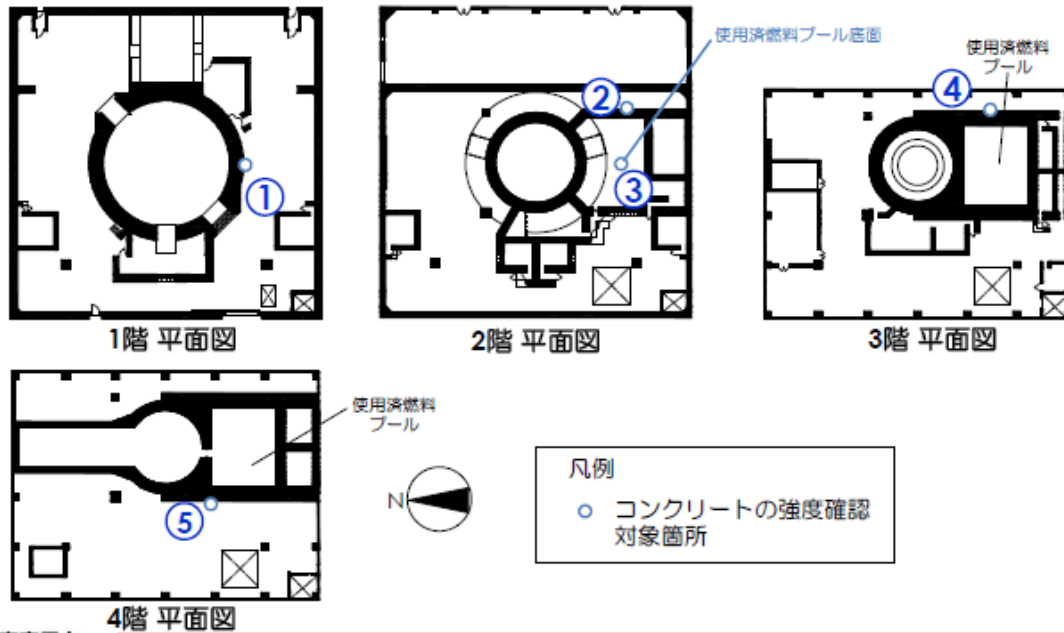 使用済燃料プール底面
②
③
使用済燃料
プール
④
①
1階 平面図
2階 平面図
3階 平面図
使用済燃料
プール
⑤
N
凡例
コンクリートの強度確認
対象箇所
4階 平面図